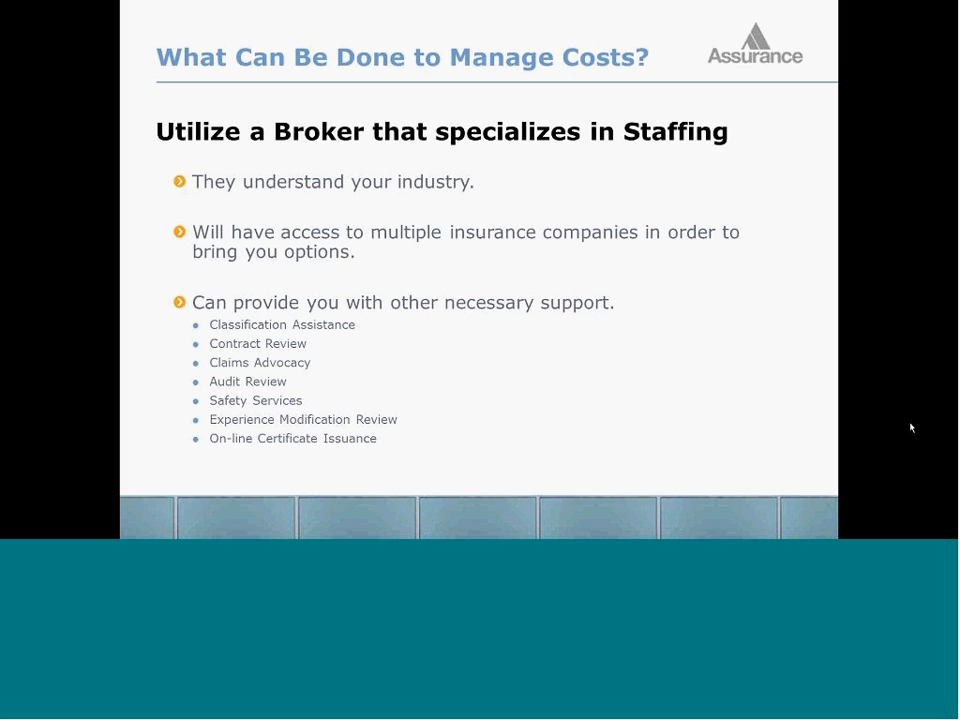 What Can Be Done to Manage Costs?
Assurance
Utilize a Broker that specializes in Staffing
They understand your industry.
Will have access to multiple insurance companies in order to
bring you options.
Can provide you with other necessary support.
Classification Assistance
Contract Review
Claims Advocacy
Audit Review
Safety Services
Experience Modification Review
On-line Certificate Issuance